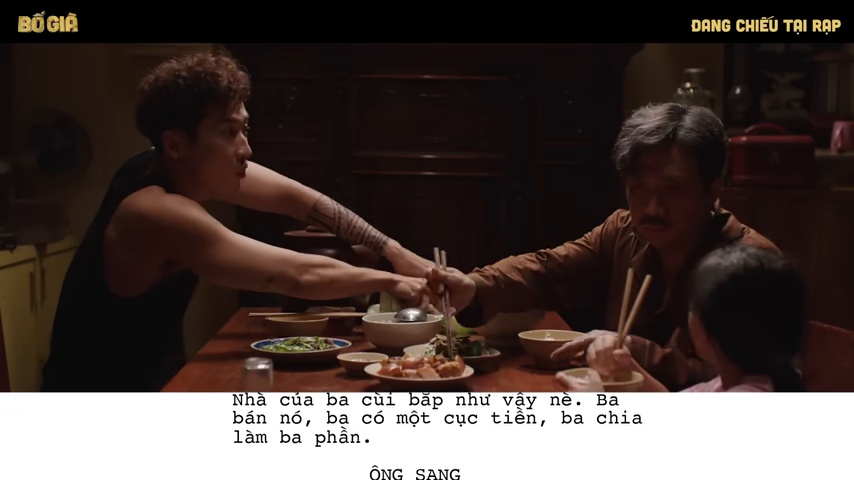 BỐ GIÀ
ĐANG CHIẾU TẠI RẠP
Nhà của ba cùi bắp như vậy nè. Ba
bán nó, ba có một cục tiền, ba chia
làm ba phần.
ÔNG SANG